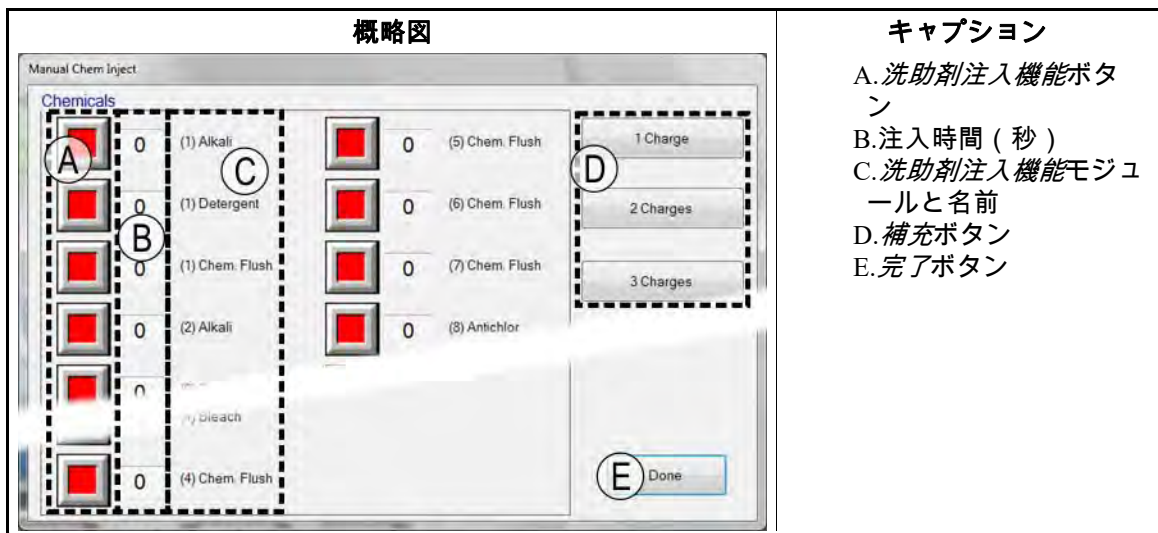 概略図
キャプション
Manual Chem Inject
Chemicals
A
B
C
D
E
0 (1) Alkali
0 (1) Detergent
0 (1) Chem. Flush
0 (2) Alkali
0
Bleach
0 (4) Chem. Flush
0 (5) Chem. Flush
0 (6) Chem. Flush
0 (7) Chem. Flush
0 (8) Antichlor
1 Charge
2 Charges
3 Charges
Done
A.洗助剤注入機能ボタ
ン
B.注入時間（秒）
C.洗助剤注入機能モジュ
ールと名前
D.補充ボタン
E.完了ボタン